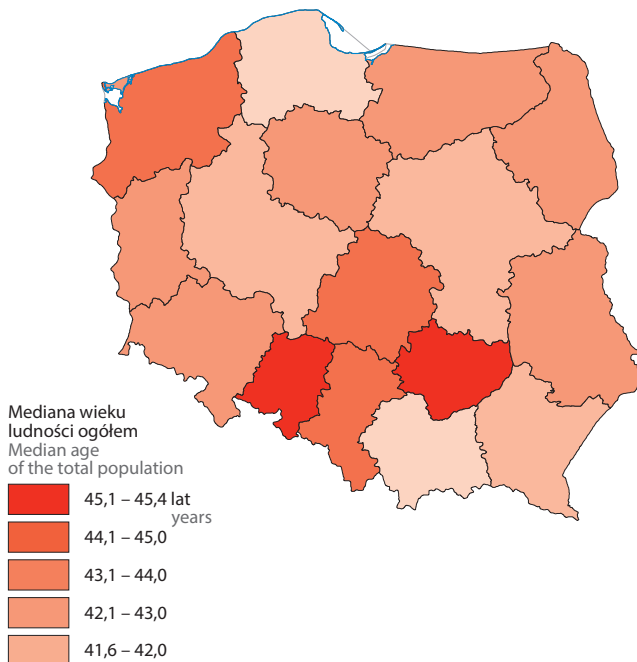 Mediana wieku
ludności ogółem
Median age
of the total population
45,1 – 45,4 lat
years
44,1 – 45,0
43,1 – 44,0
42,1 – 43,0
41,6 – 42,0